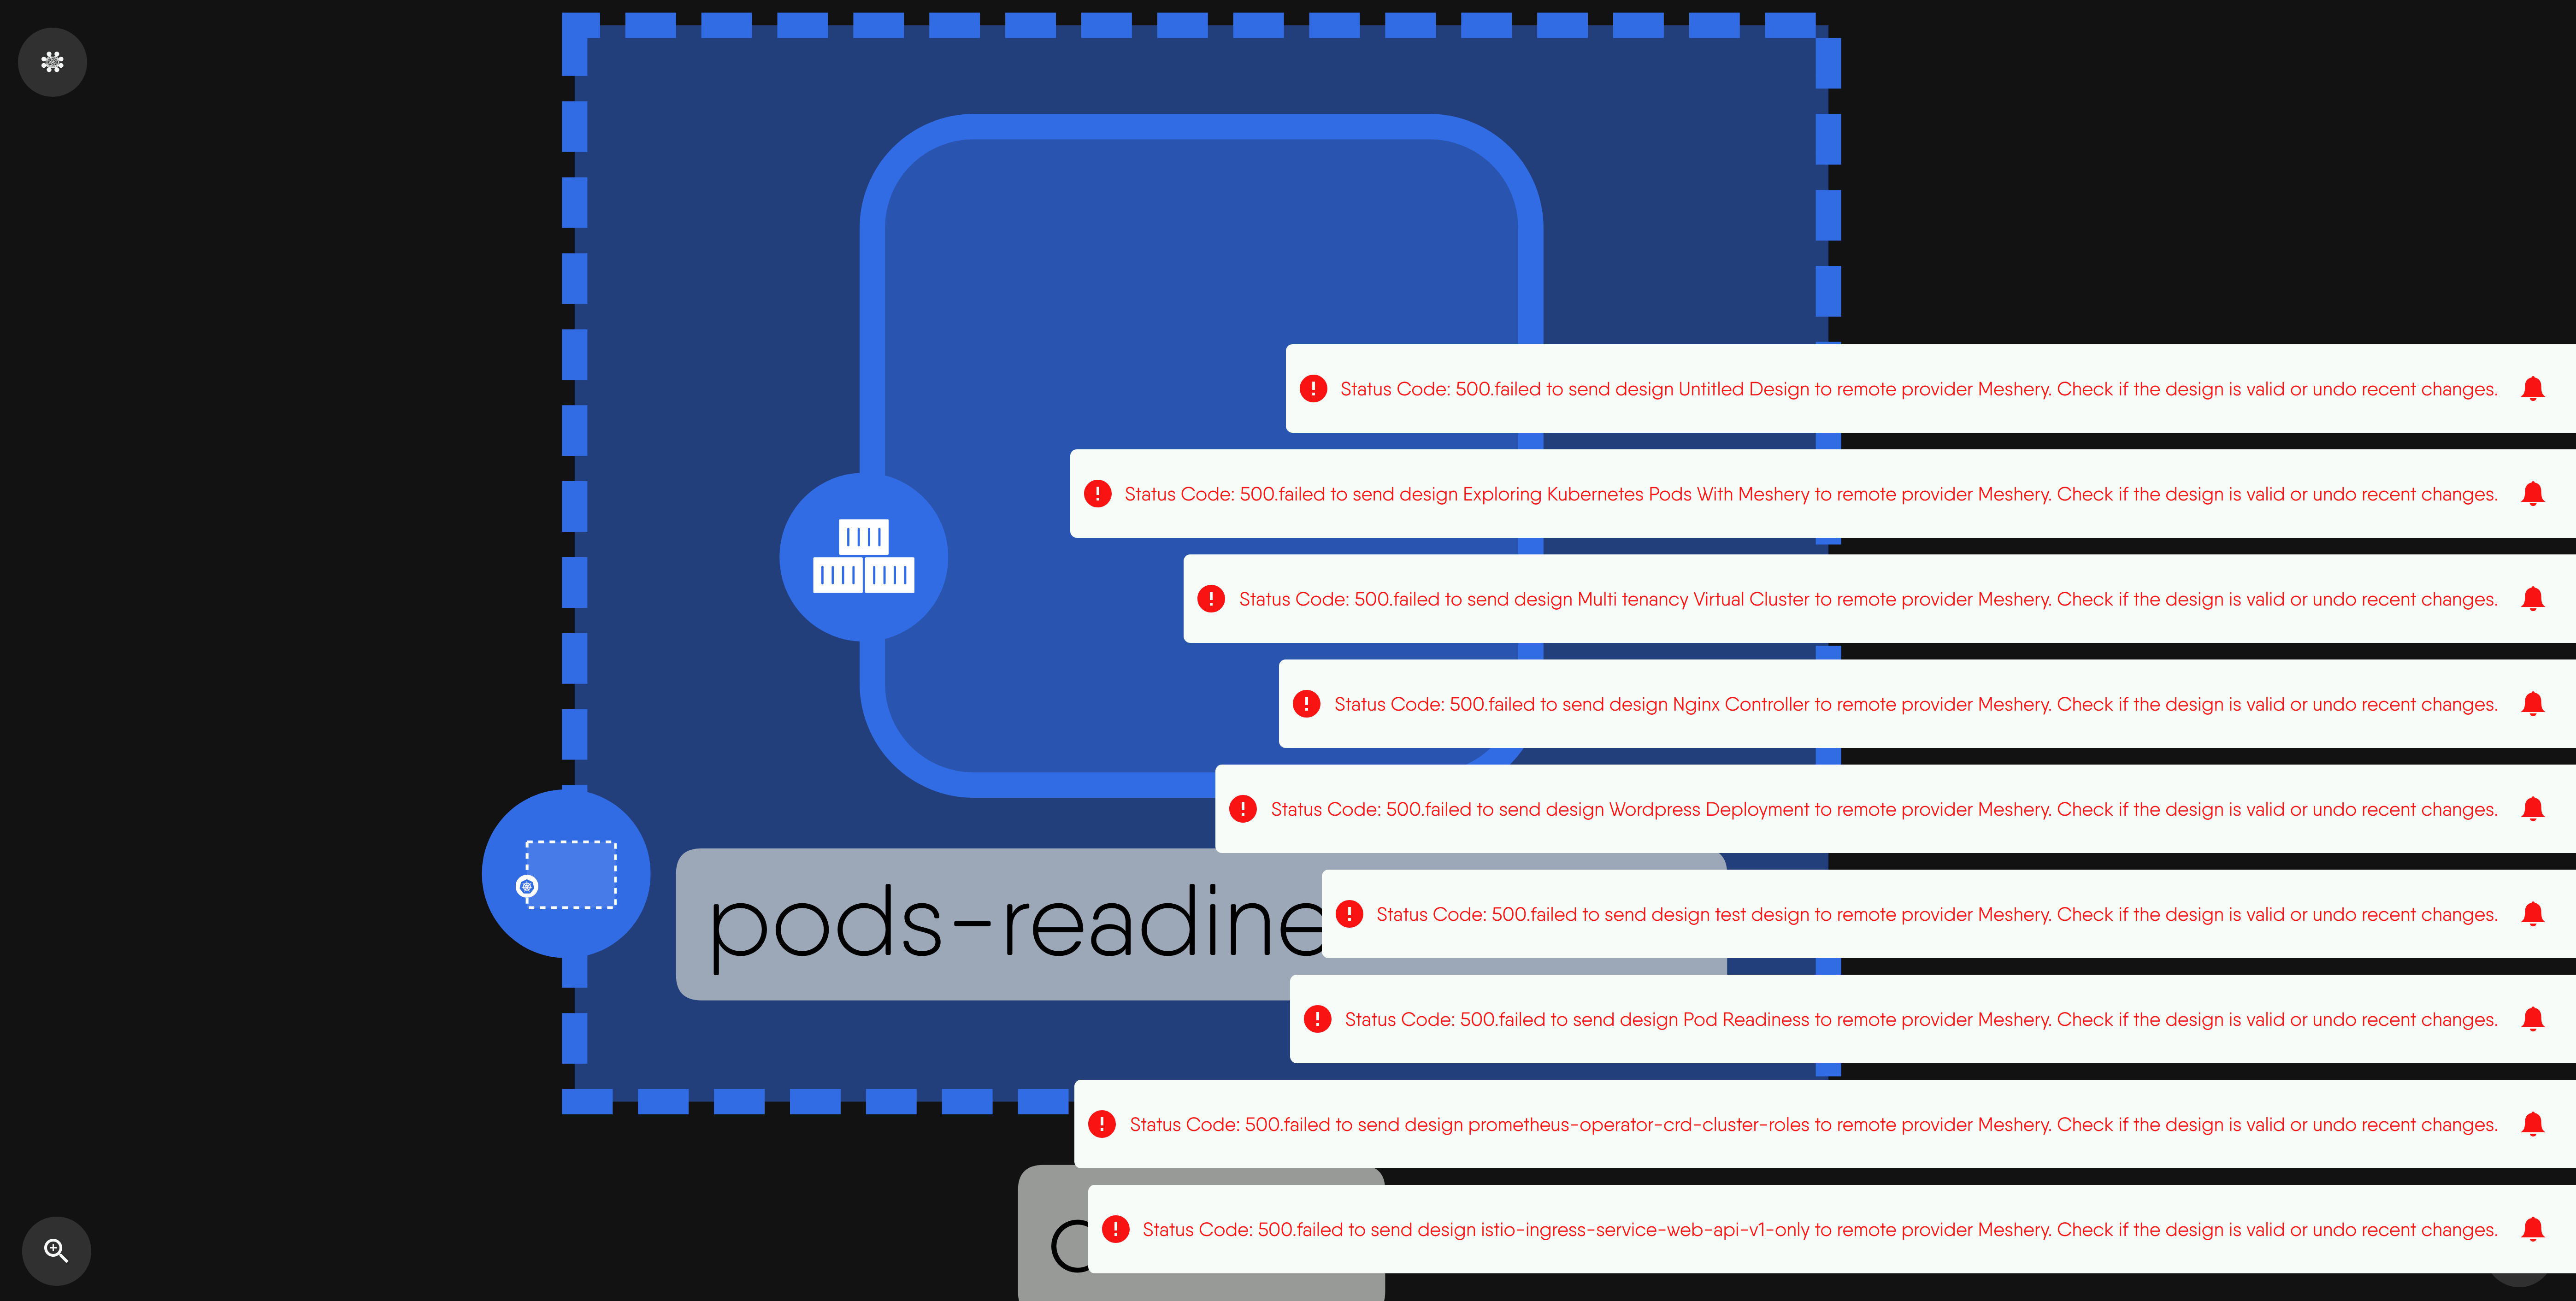 Status Code: 500.failed to send design Untitled Design to remote provider Meshery. Check if the design is valid or undo recent changes.
Status Code: 500.failed to send design Exploring Kubernetes Pods With Meshery to remote provider Meshery. Check if the design is valid or undo recent changes.
Status Code: 500.failed to send design Multi tenancy Virtual Cluster to remote provider Meshery. Check if the design is valid or undo recent changes.
Status Code: 500.failed to send design Nginx Controller to remote provider Meshery. Check if the design is valid or undo recent changes.
Status Code: 500.failed to send design Wordpress Deployment to remote provider Meshery. Check if the design is valid or undo recent changes.
pods-readine
Status Code: 500.failed to send design test design to remote provider Meshery. Check if the design is valid or undo recent changes.
Status Code: 500.failed to send design Pod Readiness to remote provider Meshery. Check if the design is valid or undo recent changes.
Status Code: 500.failed to send design prometheus-operator-crd-cluster-roles to remote provider Meshery. Check if the design is valid or undo recent changes.
Status Code: 500.failed to send design istio-ingress-service-web-api-v1-only to remote provider Meshery. Check if the design is valid or undo recent changes.